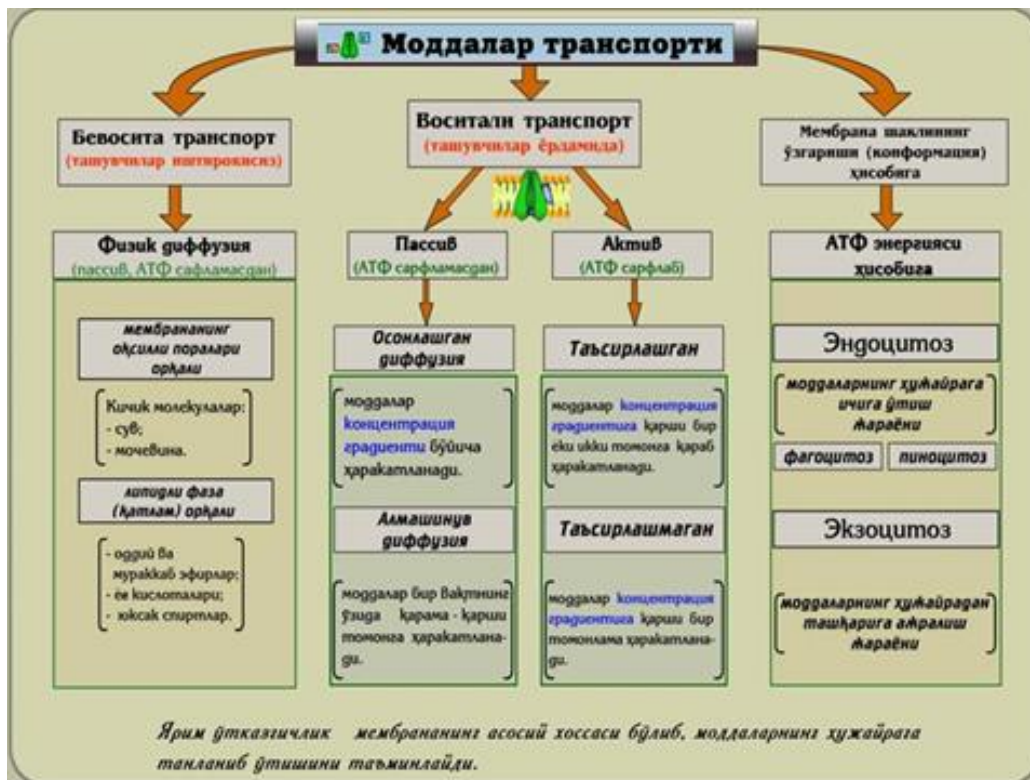 Моддалар транспорти
Бевосита транспорт
(ташувчилар иштирокисиз)
Физик диффузия
(пассив, АТФ сафламасдан)
мембрананинг
оқсилли поралари
орқали
Кичик молекулалар:
- сув;
- мочевина.
липидли фаза
(қатлам) орқали
- оддий ва
мураккаб эфирлар;
- ёғ кислоталари;
- юксак спиртлар.
Воситали транспорт
(ташувчилар ёрдамида)
Пассив
(АТФ сарфламасдан)
Осонлашган
диффузия
моддалар
концентрация
градиенти бўйича
ҳаракатланади.
Алмашинув
диффузия
моддалар бир вақтнинг
ўзида қарама - қарши
томонга ҳаракатлана-
ди.
Актив
(АТФ сарфлаб)
Таъсирлашган
моддалар концентрация
градиентига қарши бир
ёки икки томонга қараб
ҳаракатланади.
Таъсирлашмаган
моддалар концентрация
градиентига қарши бир
томонлама ҳаракатлана-
ди.
Мембрана шаклининг
ўзгариши (конформация)
ҳисобига
АТФ энергияси
ҳисобига
Эндоцитоз
моддаларнинг ҳужайрага
ичига ўтиш
жараёни
фагоцитоз пиноцитоз
Экзоцитоз
моддаларнинг ҳужайрадан
ташқарига ажралиш
жараёни
Ярим ўтказгичлик мембрананинг асосий хоссаси бўлиб, моддаларнинг ҳужайрага
танланиб ўтишини таъминлайди.